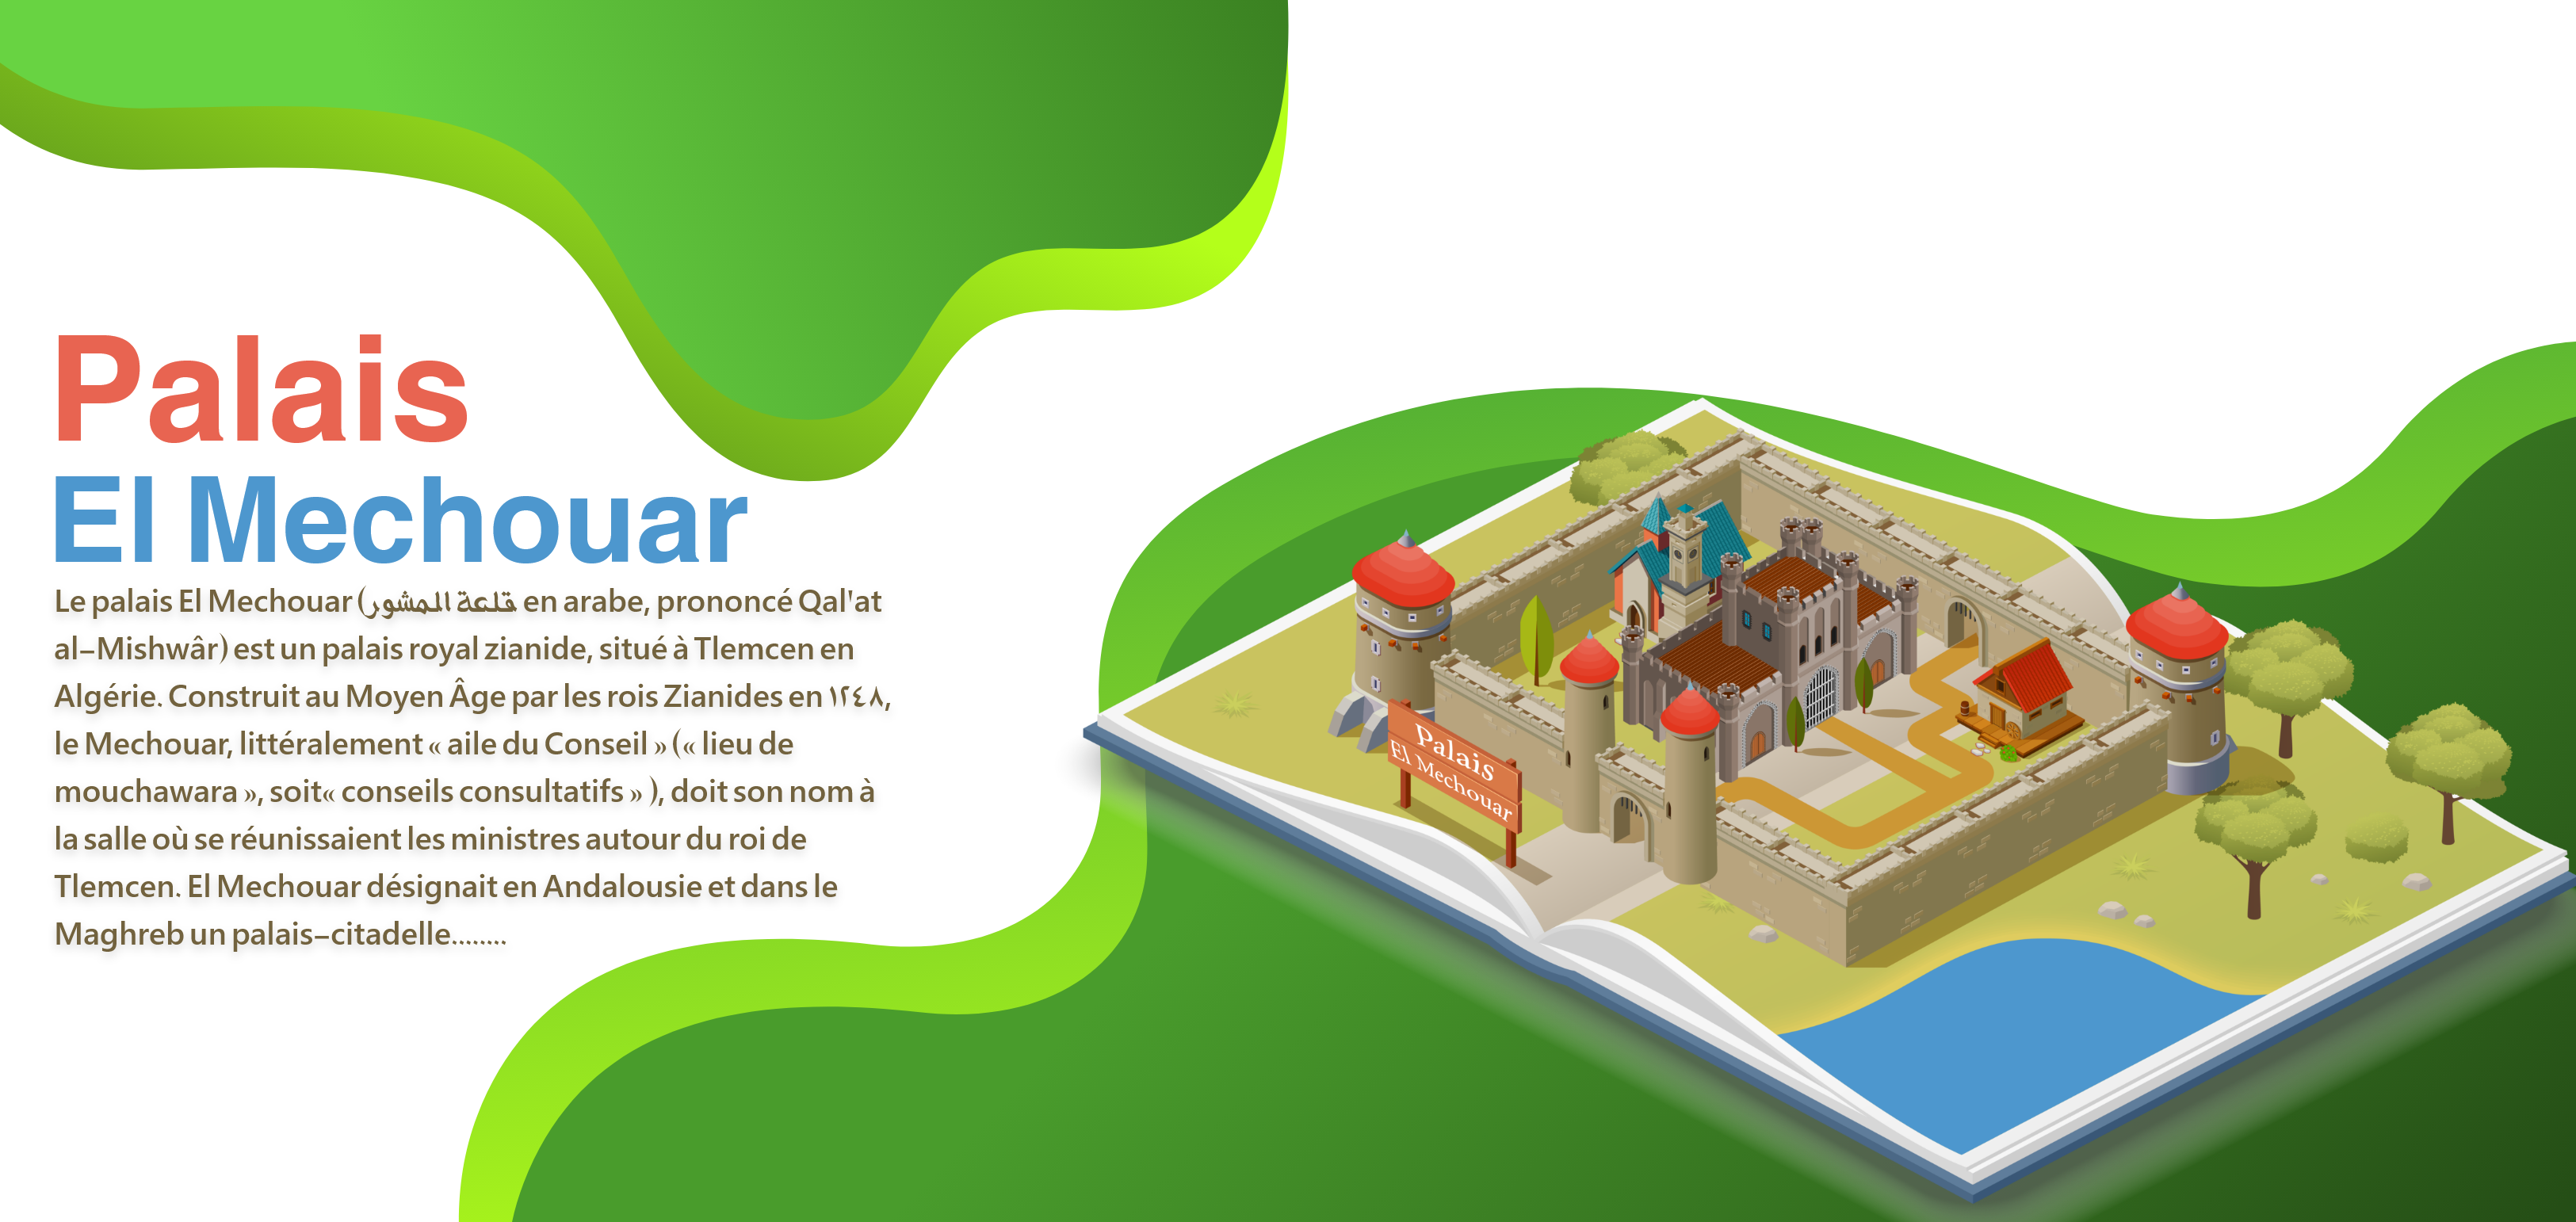 Palais
El Mechouar
Le palais El Mechouar (قلعة المشور en arabe, prononcé Qal'at
al-Mishwâr) est un palais royal zianide, situé à Tlemcen en
Algérie. Construit au Moyen Âge par les rois Zianides en ١٢٤٨,
le Mechouar, littéralement « aile du Conseil » (« lieu de
mouchawara », soit« conseils consultatifs » ), doit son nom à
la salle où se réunissaient les ministres autour du roi de
Tlemcen. El Mechouar désignait en Andalousie et dans le
Maghreb un palais-citadelle........
Palais
El Mechouar